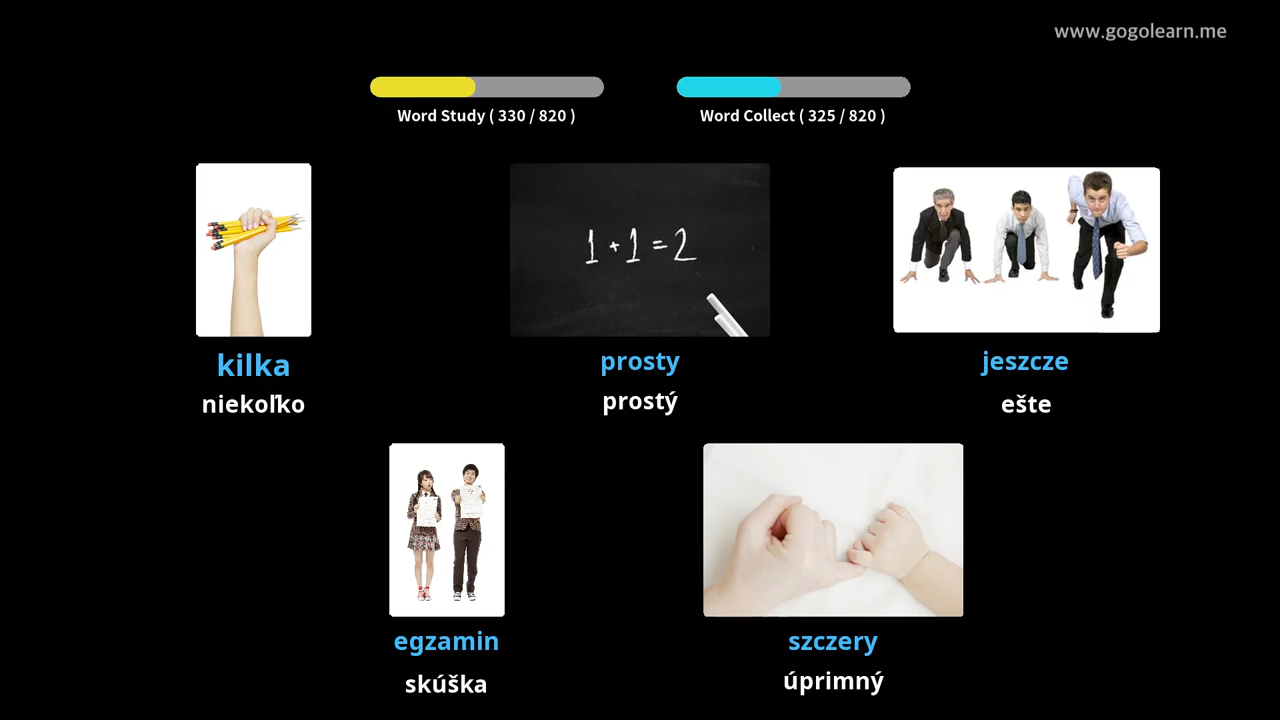 www.gogolearn.me
Word Study ( 330 / 820 )
Word Collect ( 325 / 820 )
1 + 1 = 2
kilka
niekoľko
prosty
prostý
jeszcze
ešte
egzamin
skúška
szczery
úprimný